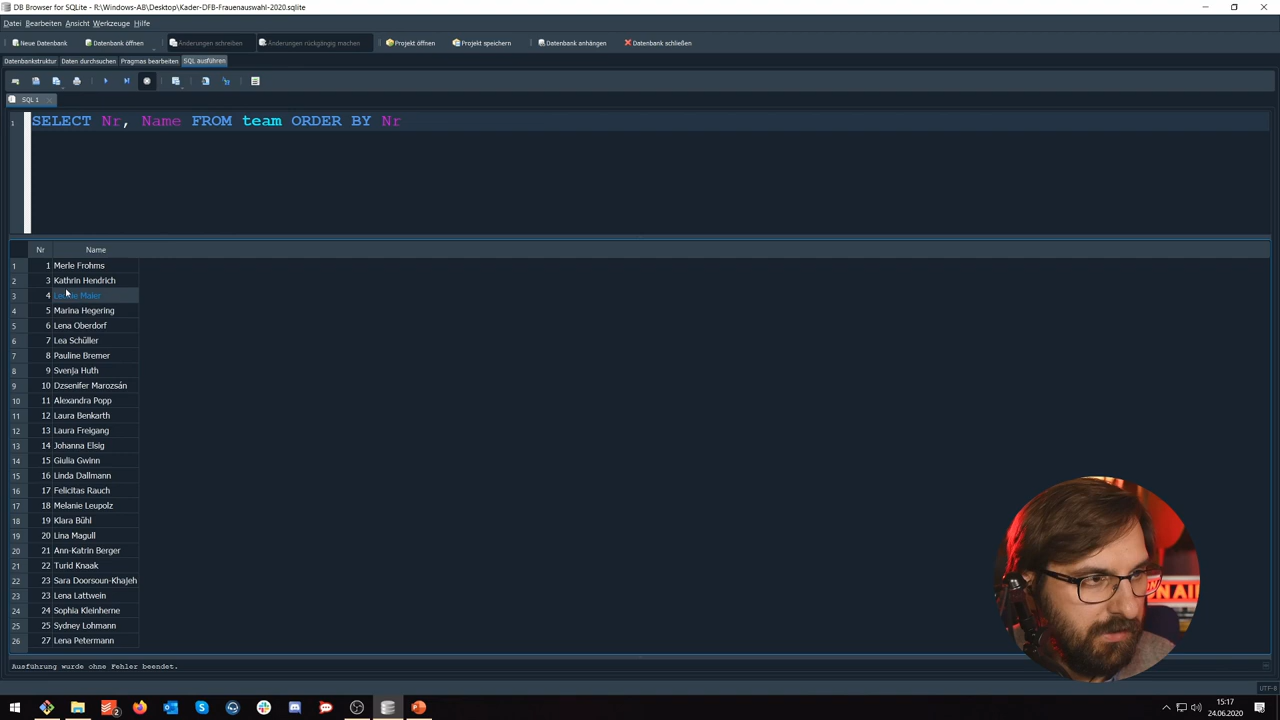 DB Browser for SQLite - R:\Windows-AB\Desktop\Kader-DFB-Frauenauswahl-2020.sqlite
Datei Bearbeiten Ansicht Werkzeuge Hilfe
Neue Datenbank Datenbank öffnen Änderungen schreiben Änderungen rückgängig machen Projekt öffnen Projekt speichern Datenbank anhängen Datenbank schließen
Datenbankstruktur Daten durchsuchen Pragmas bearbeiten SQL ausführen
SQL 1
1 SELECT Nr, Name FROM team ORDER BY Nr
Nr Name
1 1 Merle Frohms
2 3 Kathrin Hendrich
3 4 Maier
4 5 Marina Hegering
5 6 Lena Oberdorf
6 7 Lea Schüller
7 8 Pauline Bremer
8 9 Svenja Huth
9 10 Dzsenifer Marozsán
10 11 Alexandra Popp
11 12 Laura Benkarth
12 13 Laura Freigang
13 14 Johanna Elsig
14 15 Giulia Gwinn
15 16 Linda Dallmann
16 17 Felicitas Rauch
17 18 Melanie Leupolz
18 19 Klara Bühl
19 20 Lina Magull
20 21 Ann-Katrin Berger
21 22 Turid Knaak
22 23 Sara Doorsoun-Khajeh
23 23 Lena Lattwein
24 24 Sophia Kleinherne
25 25 Sydney Lohmann
26 27 Lena Petermann
Ausführung wurde ohne Fehler beendet.
UTF-8
2
15:17
24.06.2020